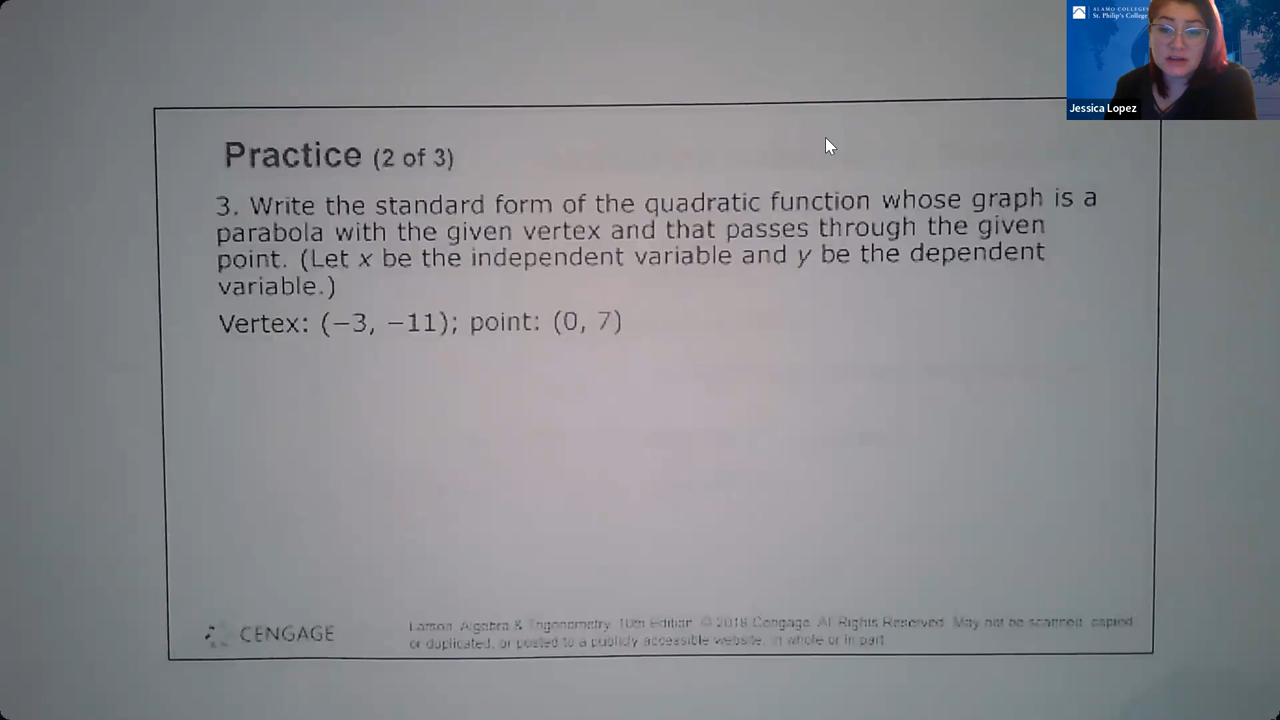 ALAMO COLLEGES
St. Philip's College
Jessica Lopez
Practice (2 of 3)
3. Write the standard form of the quadratic function whose graph is a
parabola with the given vertex and that passes through the given
point. (Let x be the independent variable and y be the dependent
variable.)
Vertex: (−3, −11); point: (0, 7)
CENGAGE
Larson, Algebra & Trigonometry, 10th Edition. © 2018 Cengage. All Rights Reserved. May not be scanned, copied
or duplicated, or posted to a publicly accessible website, in whole or in part.